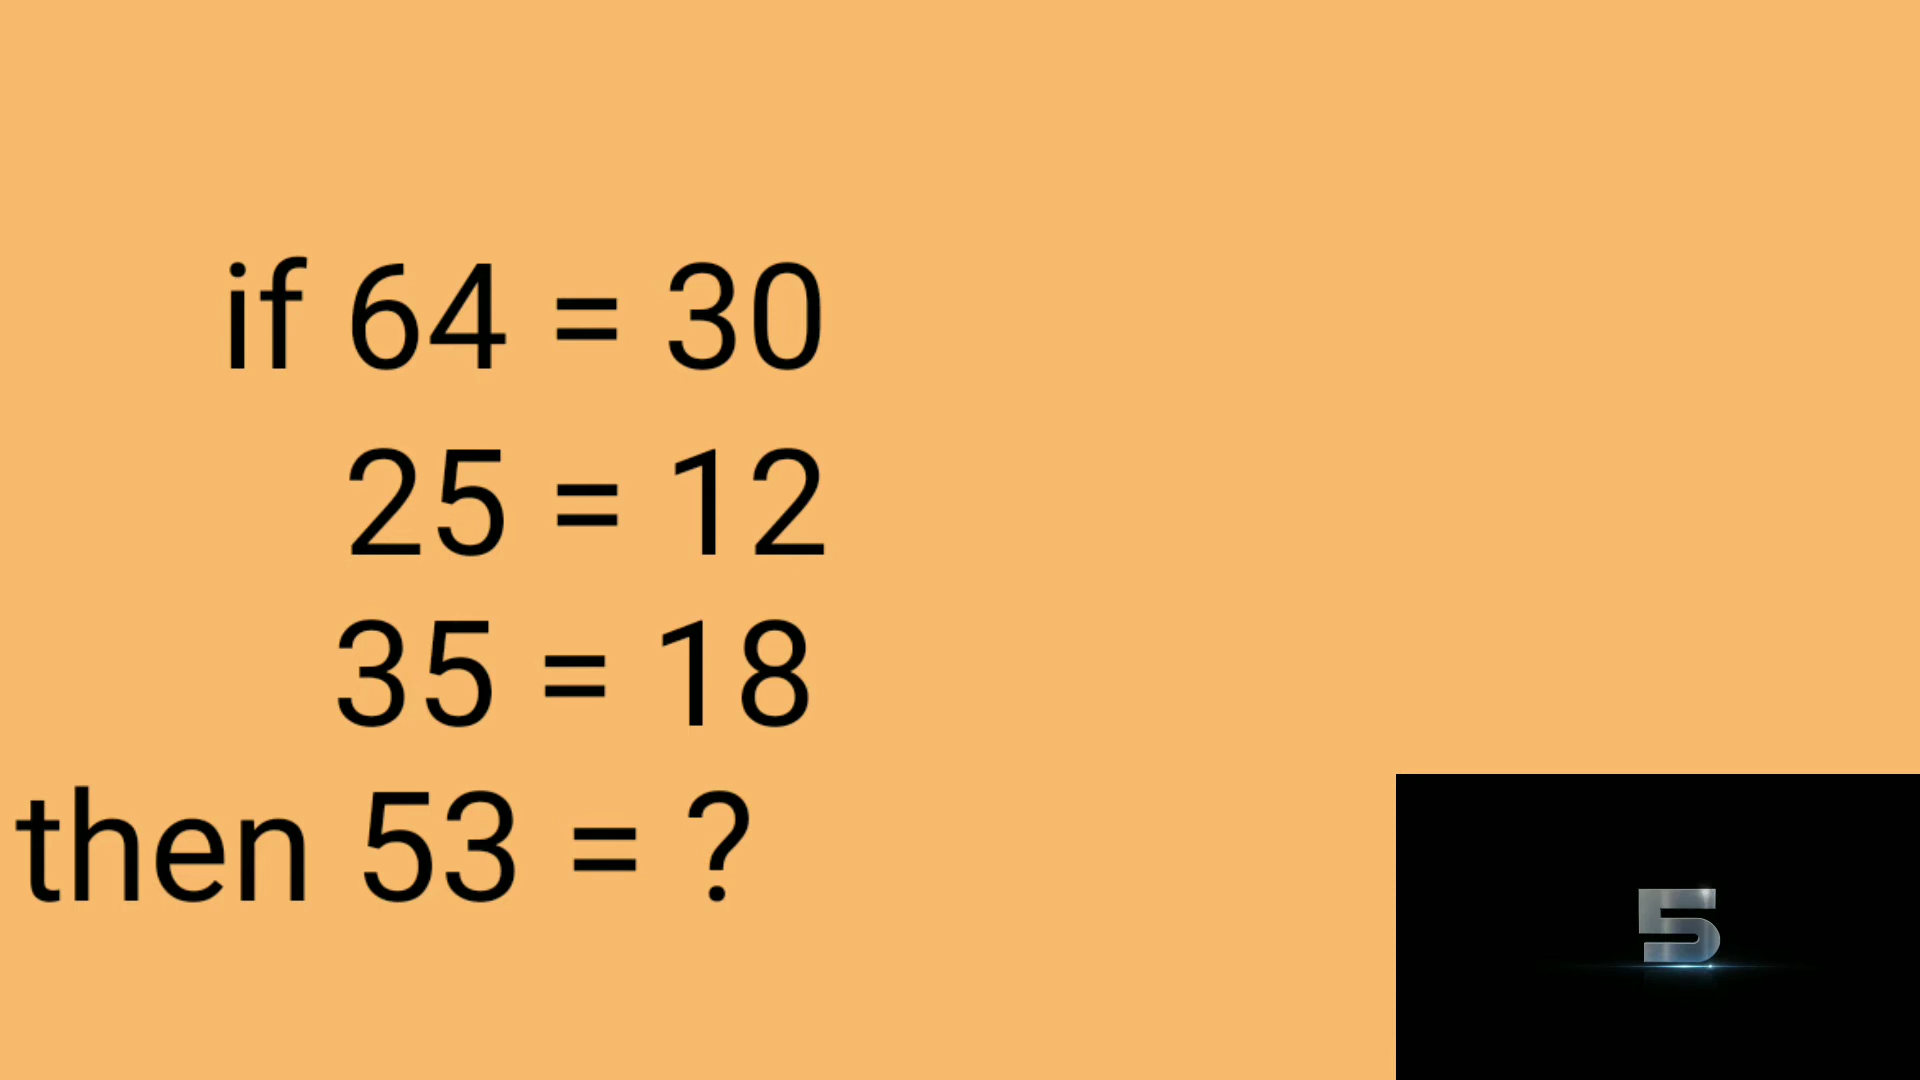 if 64 = 30
25 = 12
35 = 18
then 53 = ?
5